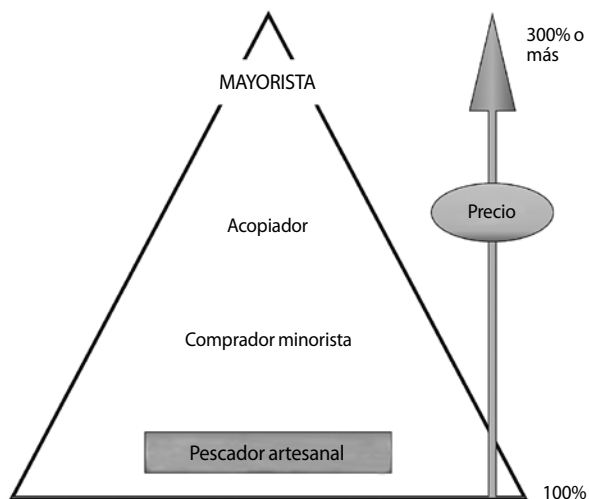 300% o
más
MAYORISTA
Acopiador
Precio
Comprador minorista
Pescador artesanal
100%